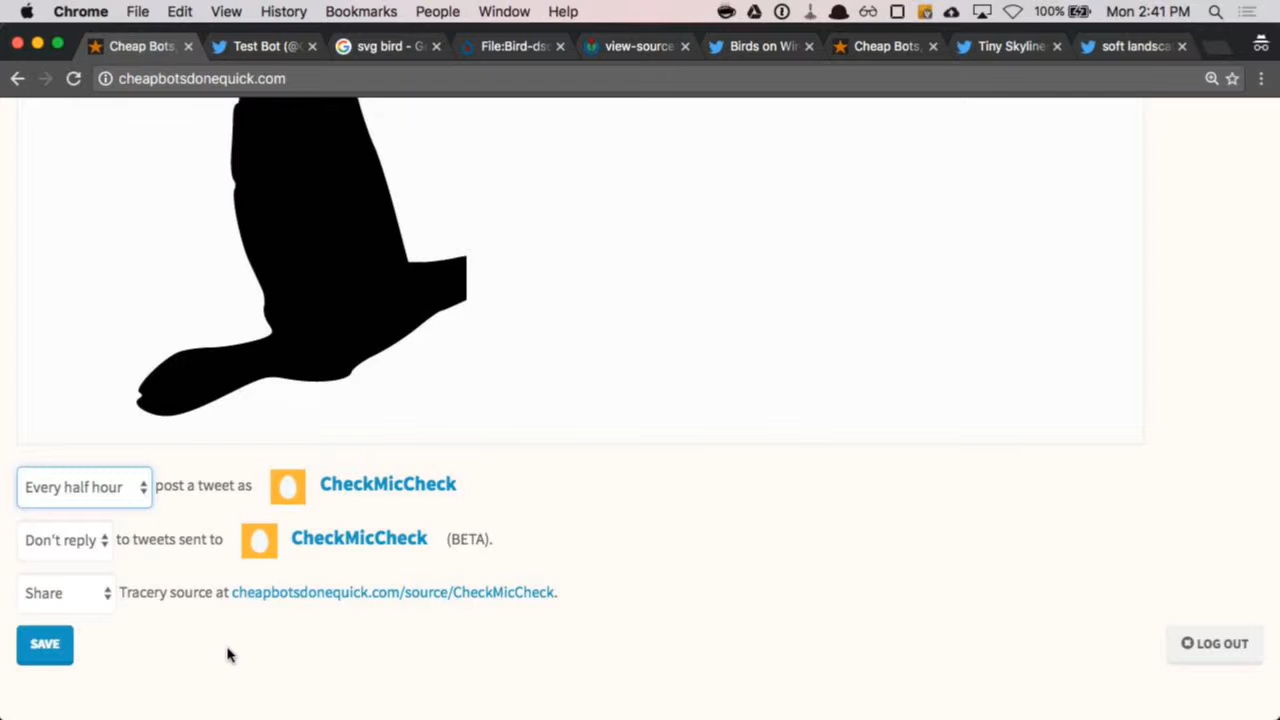 Chrome File Edit View History Bookmarks People Window Help 100% Mon 2:41 PM
Cheap Bots, Test Bot (@ svg bird - G File:Bird-ds view-source Birds on Wi Cheap Bots, Tiny Skyline soft landsca
cheapbotsdonequick.com
Every half hour post a tweet as CheckMicCheck
Don't reply to tweets sent to CheckMicCheck (BETA).
Share Tracery source at cheapbotsdonequick.com/source/CheckMicCheck.
SAVE LOG OUT